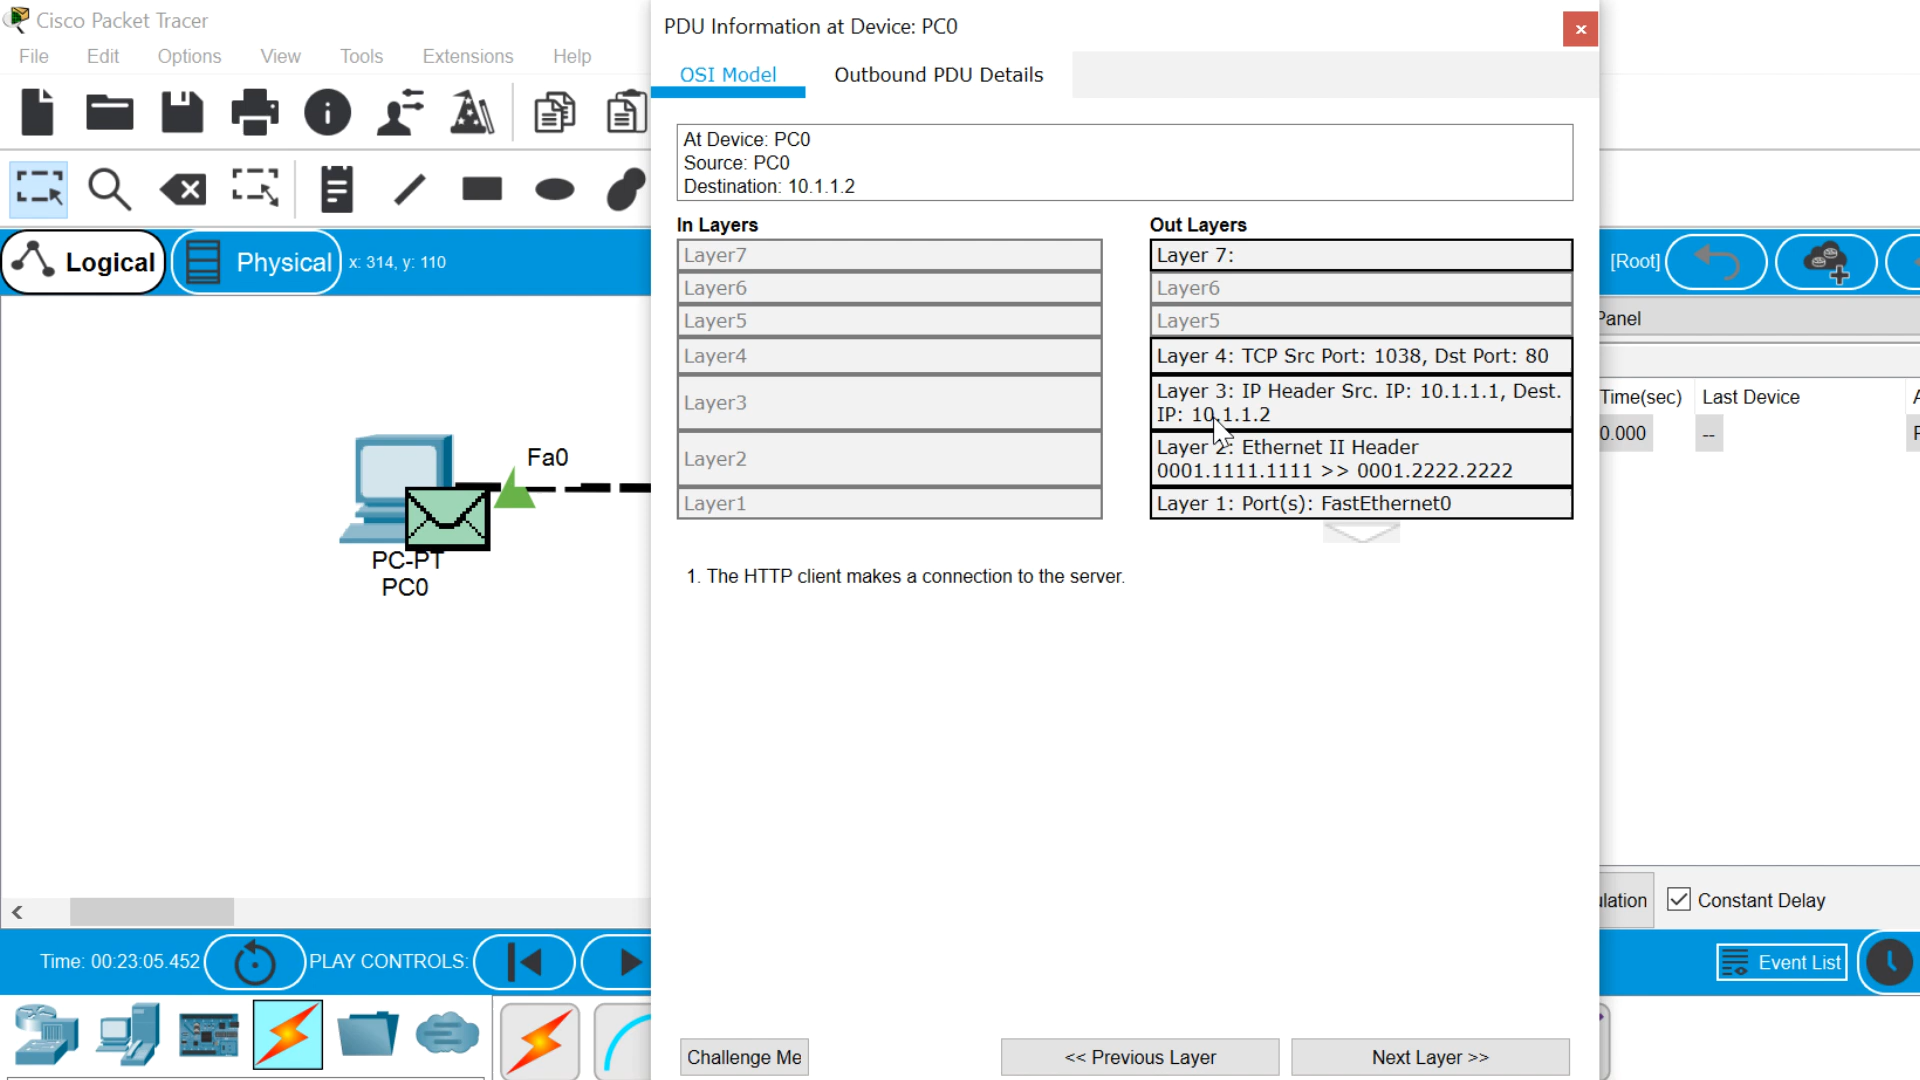 Cisco Packet Tracer
File Edit Options View Tools Extensions Help
Logical
Physical
x: 314, y: 110
Fa0
PC-PT
PC0
Time: 00:23:05.452
PLAY CONTROLS:
PDU Information at Device: PC0
OSI Model
Outbound PDU Details
At Device: PC0
Source: PC0
Destination: 10.1.1.2
In Layers
Layer7
Layer6
Layer5
Layer4
Layer3
Layer2
Layer1
Out Layers
Layer 7:
Layer6
Layer5
Layer 4: TCP Src Port: 1038, Dst Port: 80
Layer 3: IP Header Src. IP: 10.1.1.1, Dest.
IP: 10.1.1.2
Layer 2: Ethernet II Header
0001.1111.1111 >> 0001.2222.2222
Layer 1: Port(s): FastEthernet0
1. The HTTP client makes a connection to the server.
Challenge Me
<< Previous Layer
Next Layer >>
[Root]
Panel
Time(sec) Last Device
0.000 --
Constant Delay
Event List